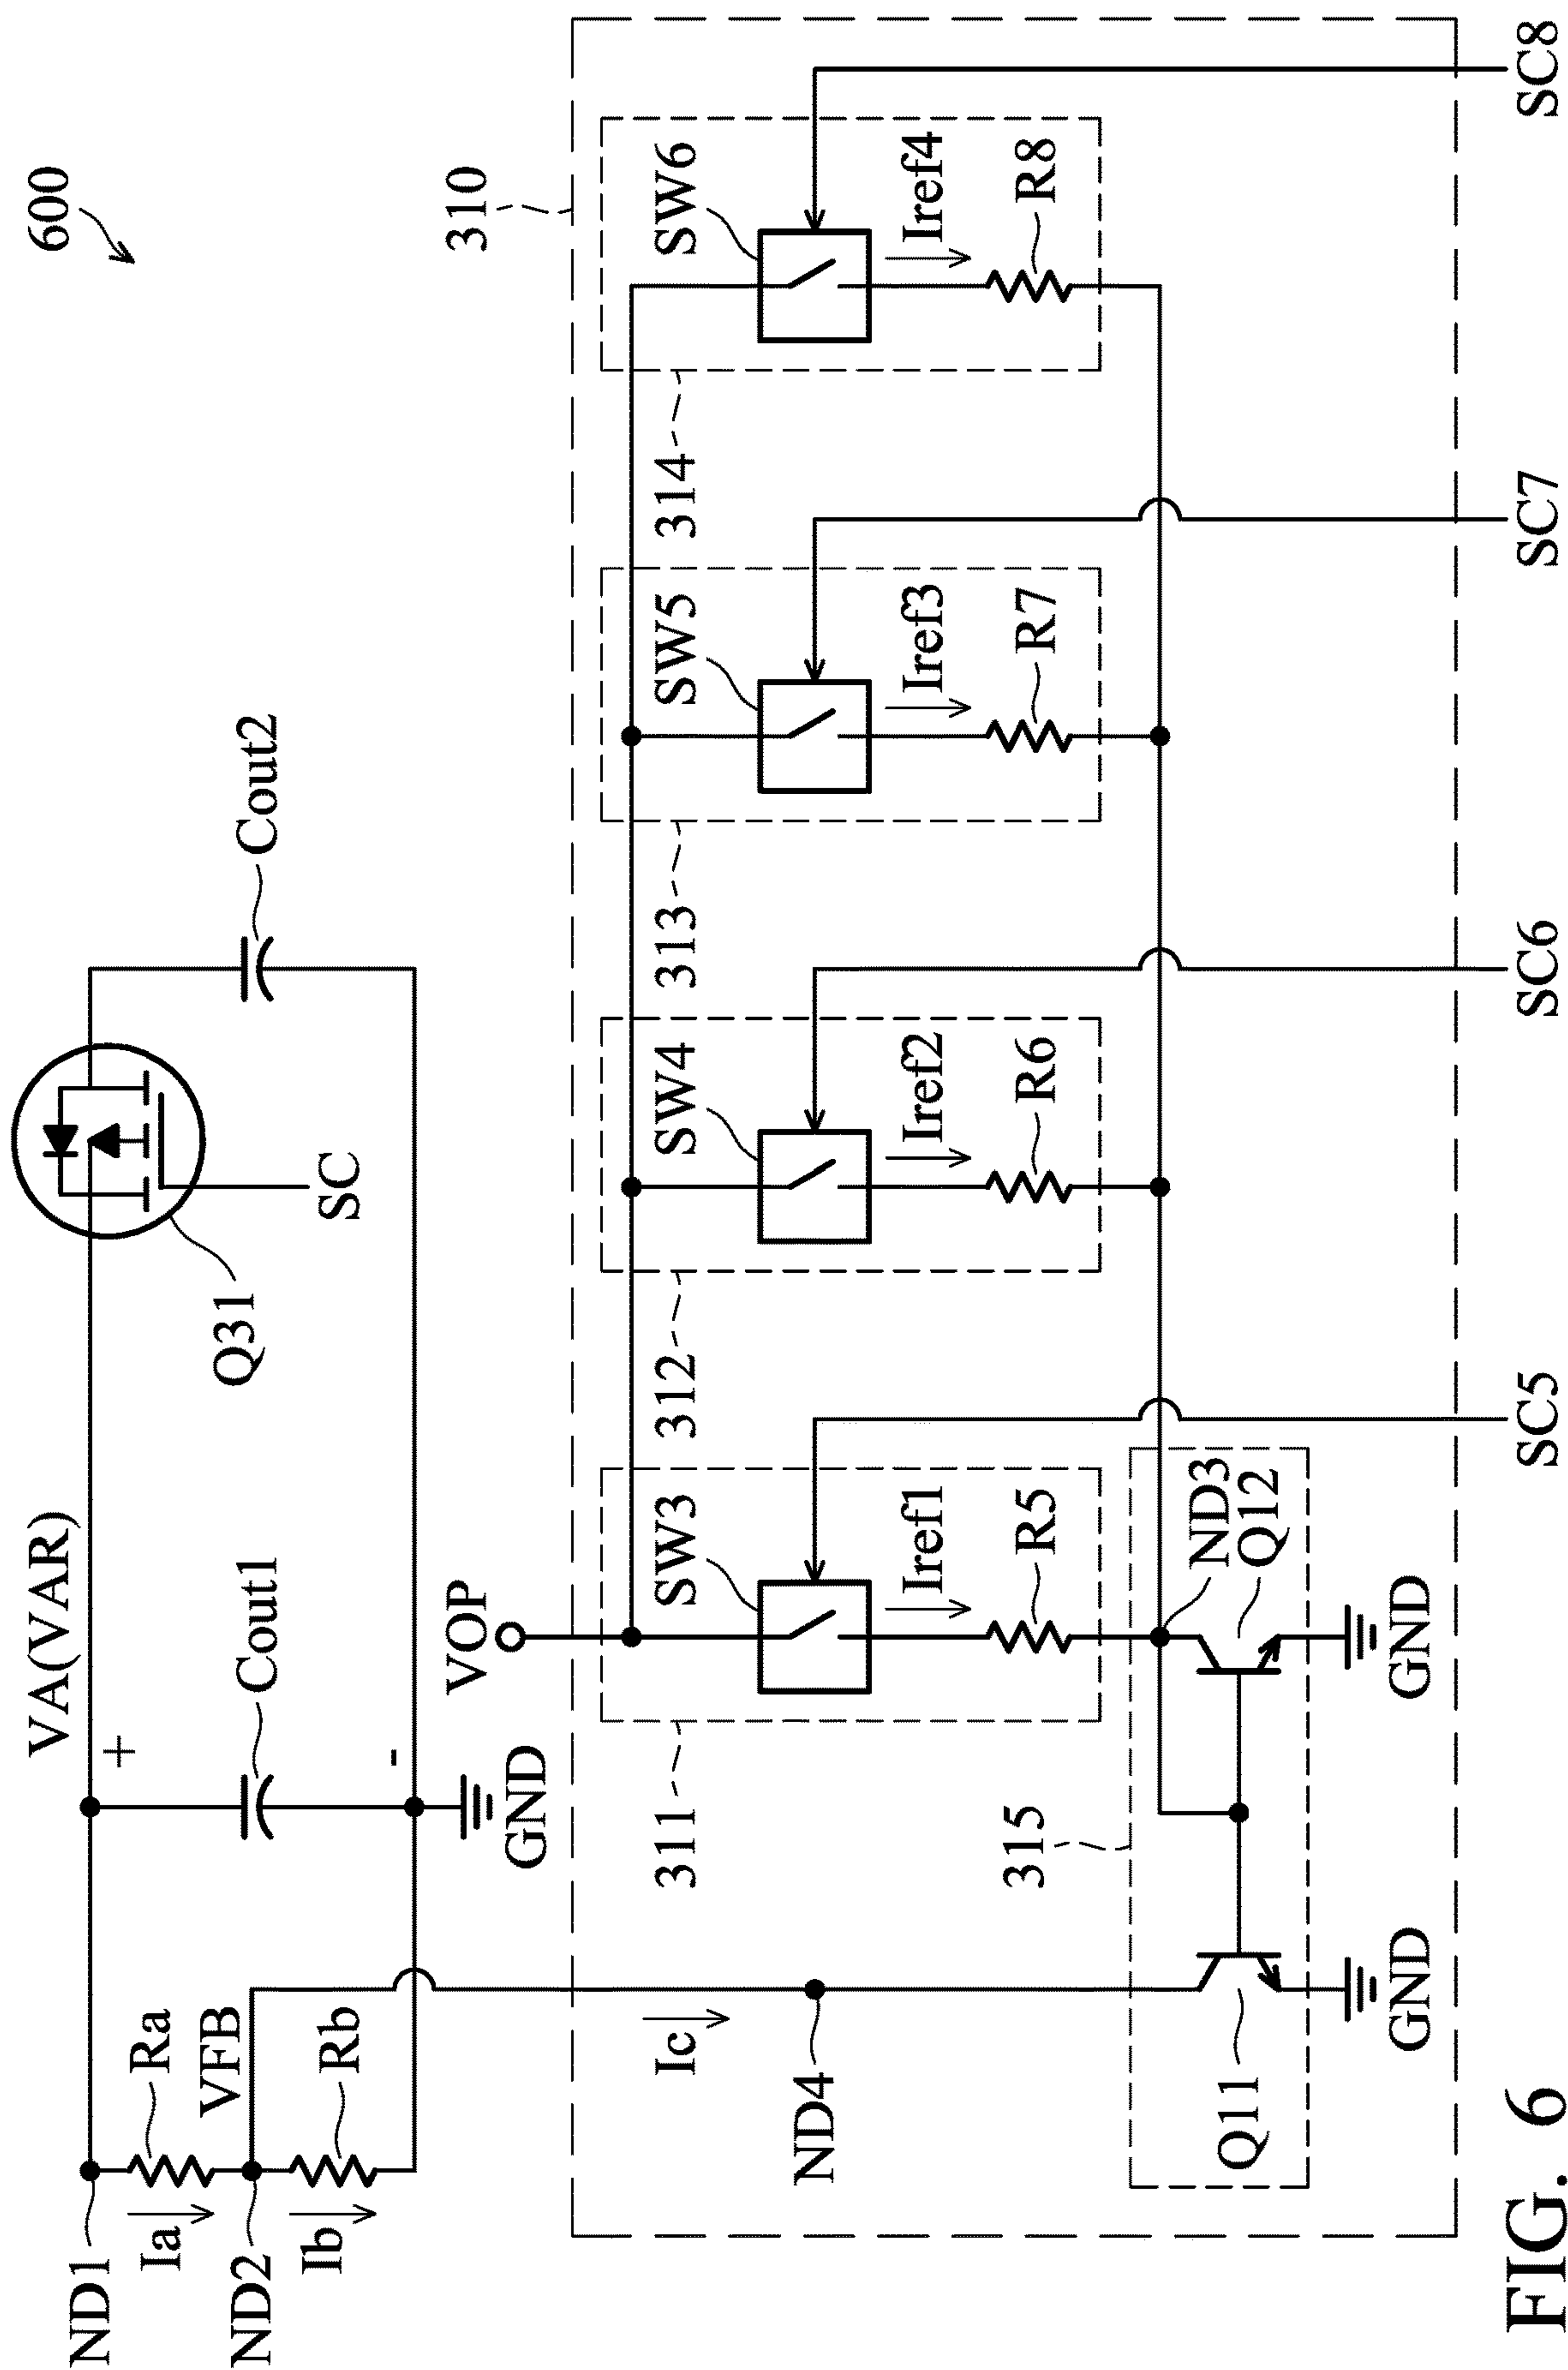 600
VA(VAR)
ND1
Ia
Ra
+
Cout1
-
Q31
SC
Cout2
ND2
VFB
Ib
Rb
GND
VOP
310
Ic
ND4
311
SW3
Iref1
R5
312
SW4
Iref2
R6
313
SW5
Iref3
R7
314
SW6
Iref4
R8
315
ND3
Q11
Q12
GND
GND
SC5
SC6
SC7
SC8
FIG. 6